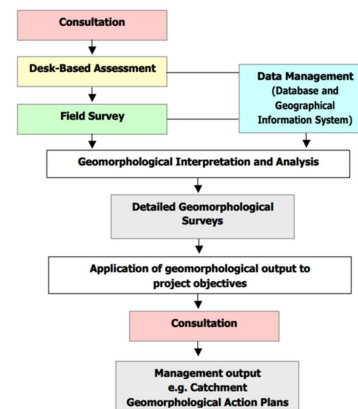 Consultation
Desk-Based Assessment
Data Management
(Database and
Geographical
Information System)
Field Survey
Geomorphological Interpretation and Analysis
Detailed Geomorphological
Surveys
Application of geomorphological output to
project objectives
Consultation
Management output
e.g. Catchment
Geomorphological Action Plans